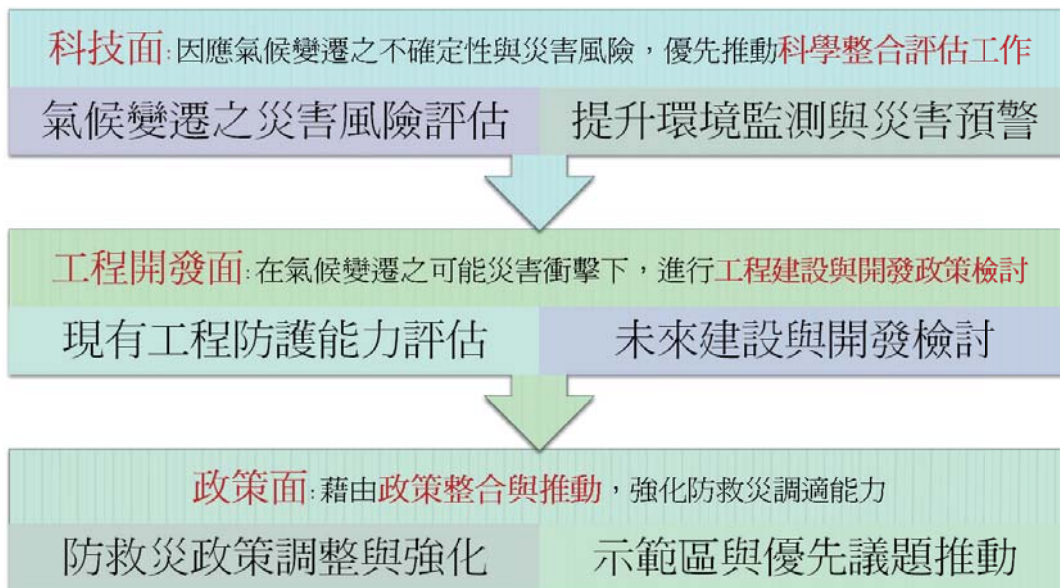 科技面:因應氣候變遷之不確定性與災害風險，優先推動科學整合評估工作
氣候變遷之災害風險評估
提升環境監測與災害預警
工程開發面:在氣候變遷之可能災害衝擊下，進行工程建設與開發政策檢討
現有工程防護能力評估
未來建設與開發檢討
政策面:藉由政策整合與推動，強化防救災調適能力
防救災政策調整與強化
示範區與優先議題推動